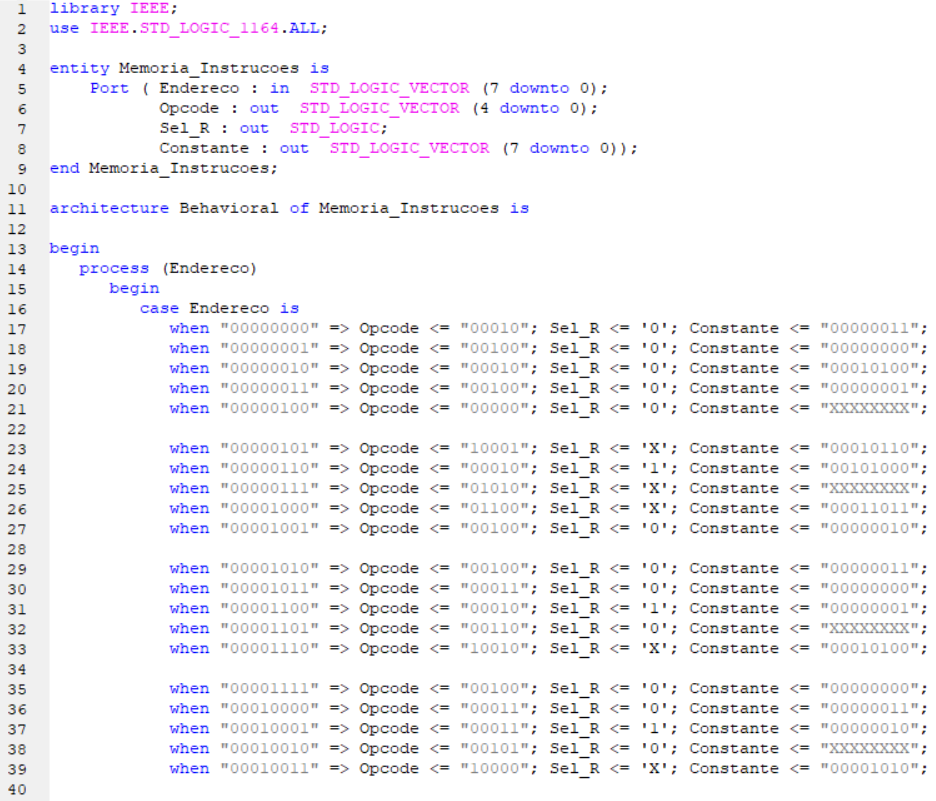 1 library IEEE;
2 use IEEE.STD_LOGIC_1164.ALL;
3
4 entity Memoria_Instrucoes is
5 Port ( Endereco : in STD_LOGIC_VECTOR (7 downto 0);
6 Opcode : out STD_LOGIC_VECTOR (4 downto 0);
7 Sel_R : out STD_LOGIC;
8 Constante : out STD_LOGIC_VECTOR (7 downto 0));
9 end Memoria_Instrucoes;
10
11 architecture Behavioral of Memoria_Instrucoes is
12
13 begin
14 process (Endereco)
15 begin
16 case Endereco is
17 when "00000000" => Opcode <= "00010"; Sel_R <= '0'; Constante <= "00000011";
18 when "00000001" => Opcode <= "00100"; Sel_R <= '0'; Constante <= "00000000";
19 when "00000010" => Opcode <= "00010"; Sel_R <= '0'; Constante <= "00010100";
20 when "00000011" => Opcode <= "00100"; Sel_R <= '0'; Constante <= "00000001";
21 when "00000100" => Opcode <= "00000"; Sel_R <= '0'; Constante <= "XXXXXXXX";
22
23 when "00000101" => Opcode <= "10001"; Sel_R <= 'X'; Constante <= "00010110";
24 when "00000110" => Opcode <= "00010"; Sel_R <= '1'; Constante <= "00101000";
25 when "00000111" => Opcode <= "01010"; Sel_R <= 'X'; Constante <= "XXXXXXXX";
26 when "00001000" => Opcode <= "01100"; Sel_R <= 'X'; Constante <= "00011011";
27 when "00001001" => Opcode <= "00100"; Sel_R <= '0'; Constante <= "00000010";
28
29 when "00001010" => Opcode <= "00100"; Sel_R <= '0'; Constante <= "00000011";
30 when "00001011" => Opcode <= "00011"; Sel_R <= '0'; Constante <= "00000000";
31 when "00001100" => Opcode <= "00010"; Sel_R <= '1'; Constante <= "00000001";
32 when "00001101" => Opcode <= "00110"; Sel_R <= '0'; Constante <= "XXXXXXXX";
33 when "00001110" => Opcode <= "10010"; Sel_R <= 'X'; Constante <= "00010100";
34
35 when "00001111" => Opcode <= "00100"; Sel_R <= '0'; Constante <= "00000000";
36 when "00010000" => Opcode <= "00011"; Sel_R <= '0'; Constante <= "00000011";
37 when "00010001" => Opcode <= "00011"; Sel_R <= '1'; Constante <= "00000010";
38 when "00010010" => Opcode <= "00101"; Sel_R <= '0'; Constante <= "XXXXXXXX";
39 when "00010011" => Opcode <= "10000"; Sel_R <= 'X'; Constante <= "00001010";
40